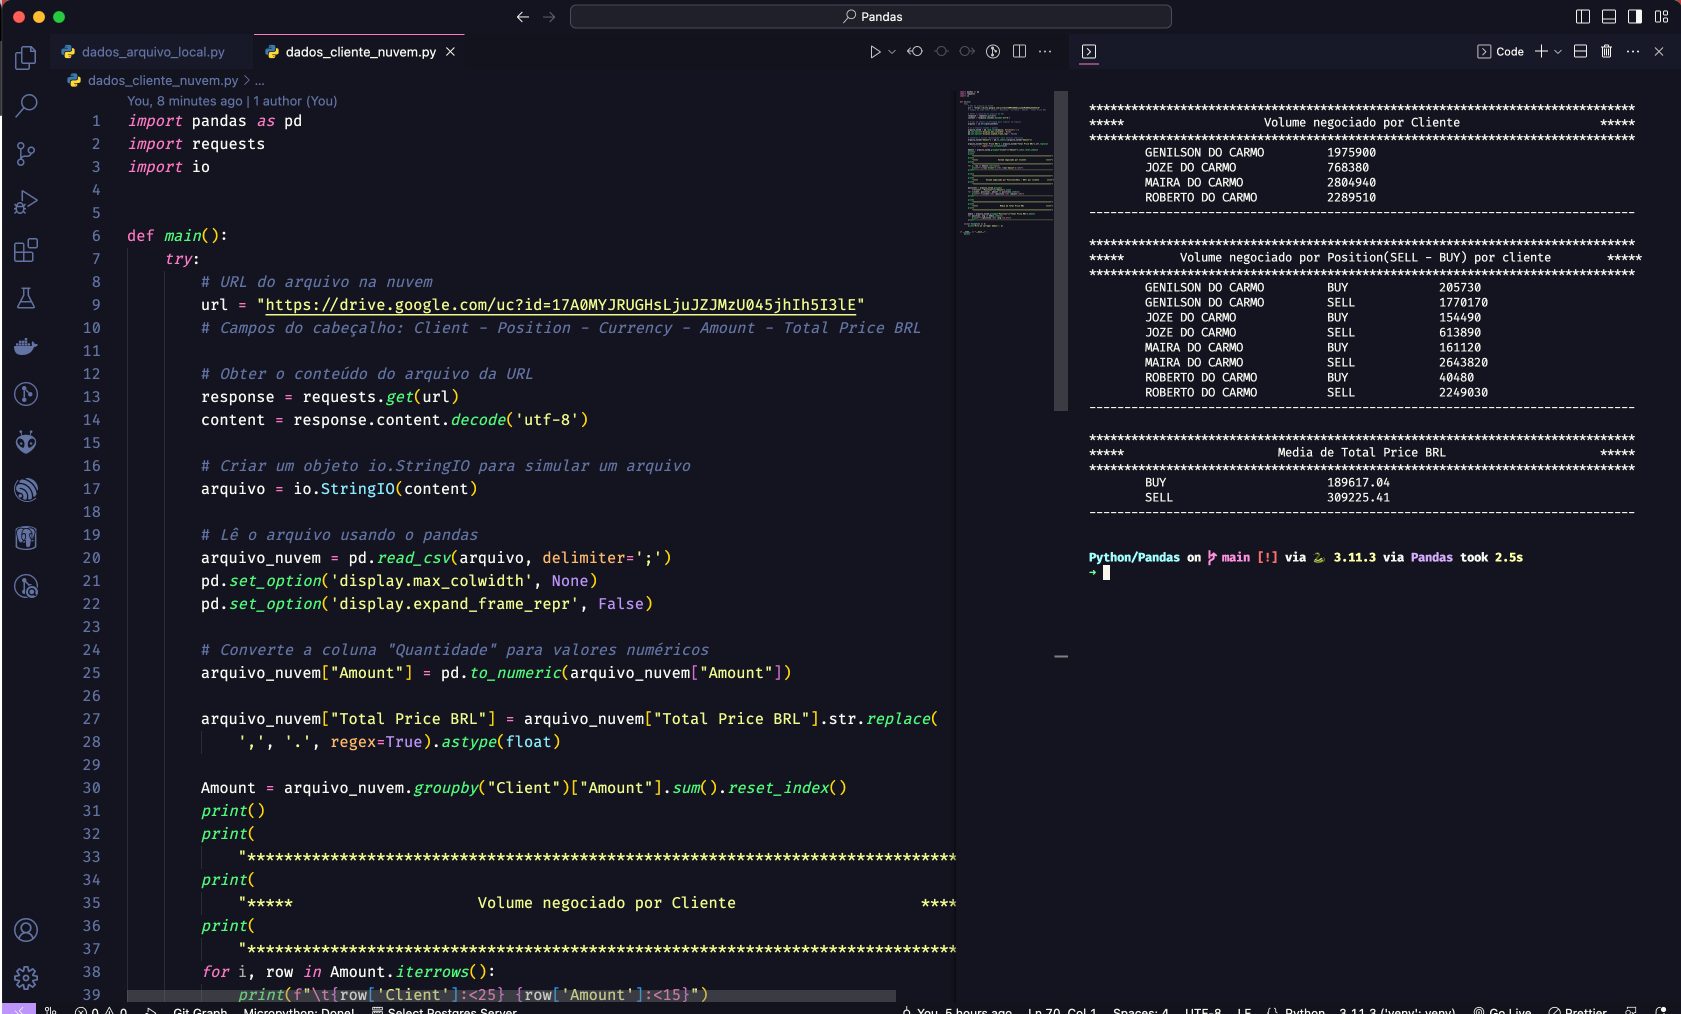 Pandas
dados_arquivo_local.py
dados_cliente_nuvem.py
dados_cliente_nuvem.py > ...
You, 8 minutes ago | 1 author (You)
1 import pandas as pd
2 import requests
3 import io
4
5
6 def main():
7 try:
8 # URL do arquivo na nuvem
9 url = "https://drive.google.com/uc?id=17A0MYJRUGHsLjuJZJMzU045jhIh5I3lE"
10 # Campos do cabeçalho: Client - Position - Currency - Amount - Total Price BRL
11
12 # Obter o conteúdo do arquivo da URL
13 response = requests.get(url)
14 content = response.content.decode('utf-8')
15
16 # Criar um objeto io.StringIO para simular um arquivo
17 arquivo = io.StringIO(content)
18
19 # Lê o arquivo usando o pandas
20 arquivo_nuvem = pd.read_csv(arquivo, delimiter=';')
21 pd.set_option('display.max_colwidth', None)
22 pd.set_option('display.expand_frame_repr', False)
23
24 # Converte a coluna "Quantidade" para valores numéricos
25 arquivo_nuvem["Amount"] = pd.to_numeric(arquivo_nuvem["Amount"])
26
27 arquivo_nuvem["Total Price BRL"] = arquivo_nuvem["Total Price BRL"].str.replace(
28 ',', '.', regex=True).astype(float)
29
30 Amount = arquivo_nuvem.groupby("Client")["Amount"].sum().reset_index()
31 print()
32 print(
33 "*****************************************************************************
34 print(
35 "***** Volume negociado por Cliente ****
36 print(
37 "*****************************************************************************
38 for i, row in Amount.iterrows():
39 print(f"\t{row['Client']:<25} {row['Amount']:<15}")
Code
******************************************************************************
***** Volume negociado por Cliente *****
******************************************************************************
GENILSON DO CARMO 1975900
JOZE DO CARMO 768380
MAIRA DO CARMO 2804940
ROBERTO DO CARMO 2289510
------------------------------------------------------------------------------
******************************************************************************
***** Volume negociado por Position(SELL - BUY) por cliente *****
******************************************************************************
GENILSON DO CARMO BUY 205730
GENILSON DO CARMO SELL 1770170
JOZE DO CARMO BUY 154490
JOZE DO CARMO SELL 613890
MAIRA DO CARMO BUY 161120
MAIRA DO CARMO SELL 2643820
ROBERTO DO CARMO BUY 40480
ROBERTO DO CARMO SELL 2249030
------------------------------------------------------------------------------
******************************************************************************
***** Media de Total Price BRL *****
******************************************************************************
BUY 189617.04
SELL 309225.41
------------------------------------------------------------------------------
Python/Pandas on main [!] via 3.11.3 via Pandas took 2.5s
→
0 0 Git Graph Micropython: Done! Select Postgres Server You, 5 hours ago Ln 70, Col 1 Spaces: 4 UTF-8 LF {} Python 3.11.3 ('venv': venv) Go Live Prettier